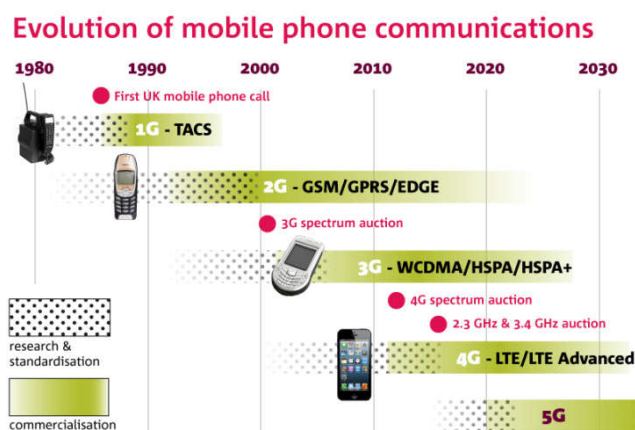 Evolution of mobile phone communications
1980 1990 2000 2010 2020 2030
First UK mobile phone call
1G - TACS
2G - GSM/GPRS/EDGE
3G spectrum auction
3G - WCDMA/HSPA/HSPA+
4G spectrum auction
2.3 GHz & 3.4 GHz auction
research &
standardisation
4G - LTE/LTE Advanced
5G
commercialisation